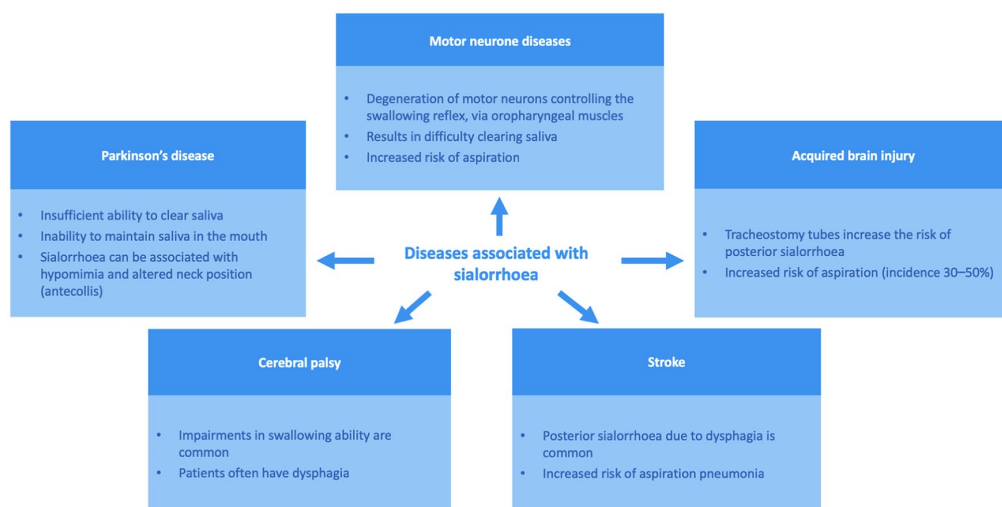 Motor neurone diseases
• Degeneration of motor neurons controlling the
swallowing reflex, via oropharyngeal muscles
• Results in difficulty clearing saliva
• Increased risk of aspiration
Parkinson's disease
• Insufficient ability to clear saliva
• Inability to maintain saliva in the mouth
• Sialorrhoea can be associated with
hypomimia and altered neck position
(antecollis)
Diseases associated with
sialorrhoea
Acquired brain injury
• Tracheostomy tubes increase the risk of
posterior sialorrhoea
• Increased risk of aspiration (incidence 30–50%)
Cerebral palsy
• Impairments in swallowing ability are
common
• Patients often have dysphagia
Stroke
• Posterior sialorrhoea due to dysphagia is
common
• Increased risk of aspiration pneumonia